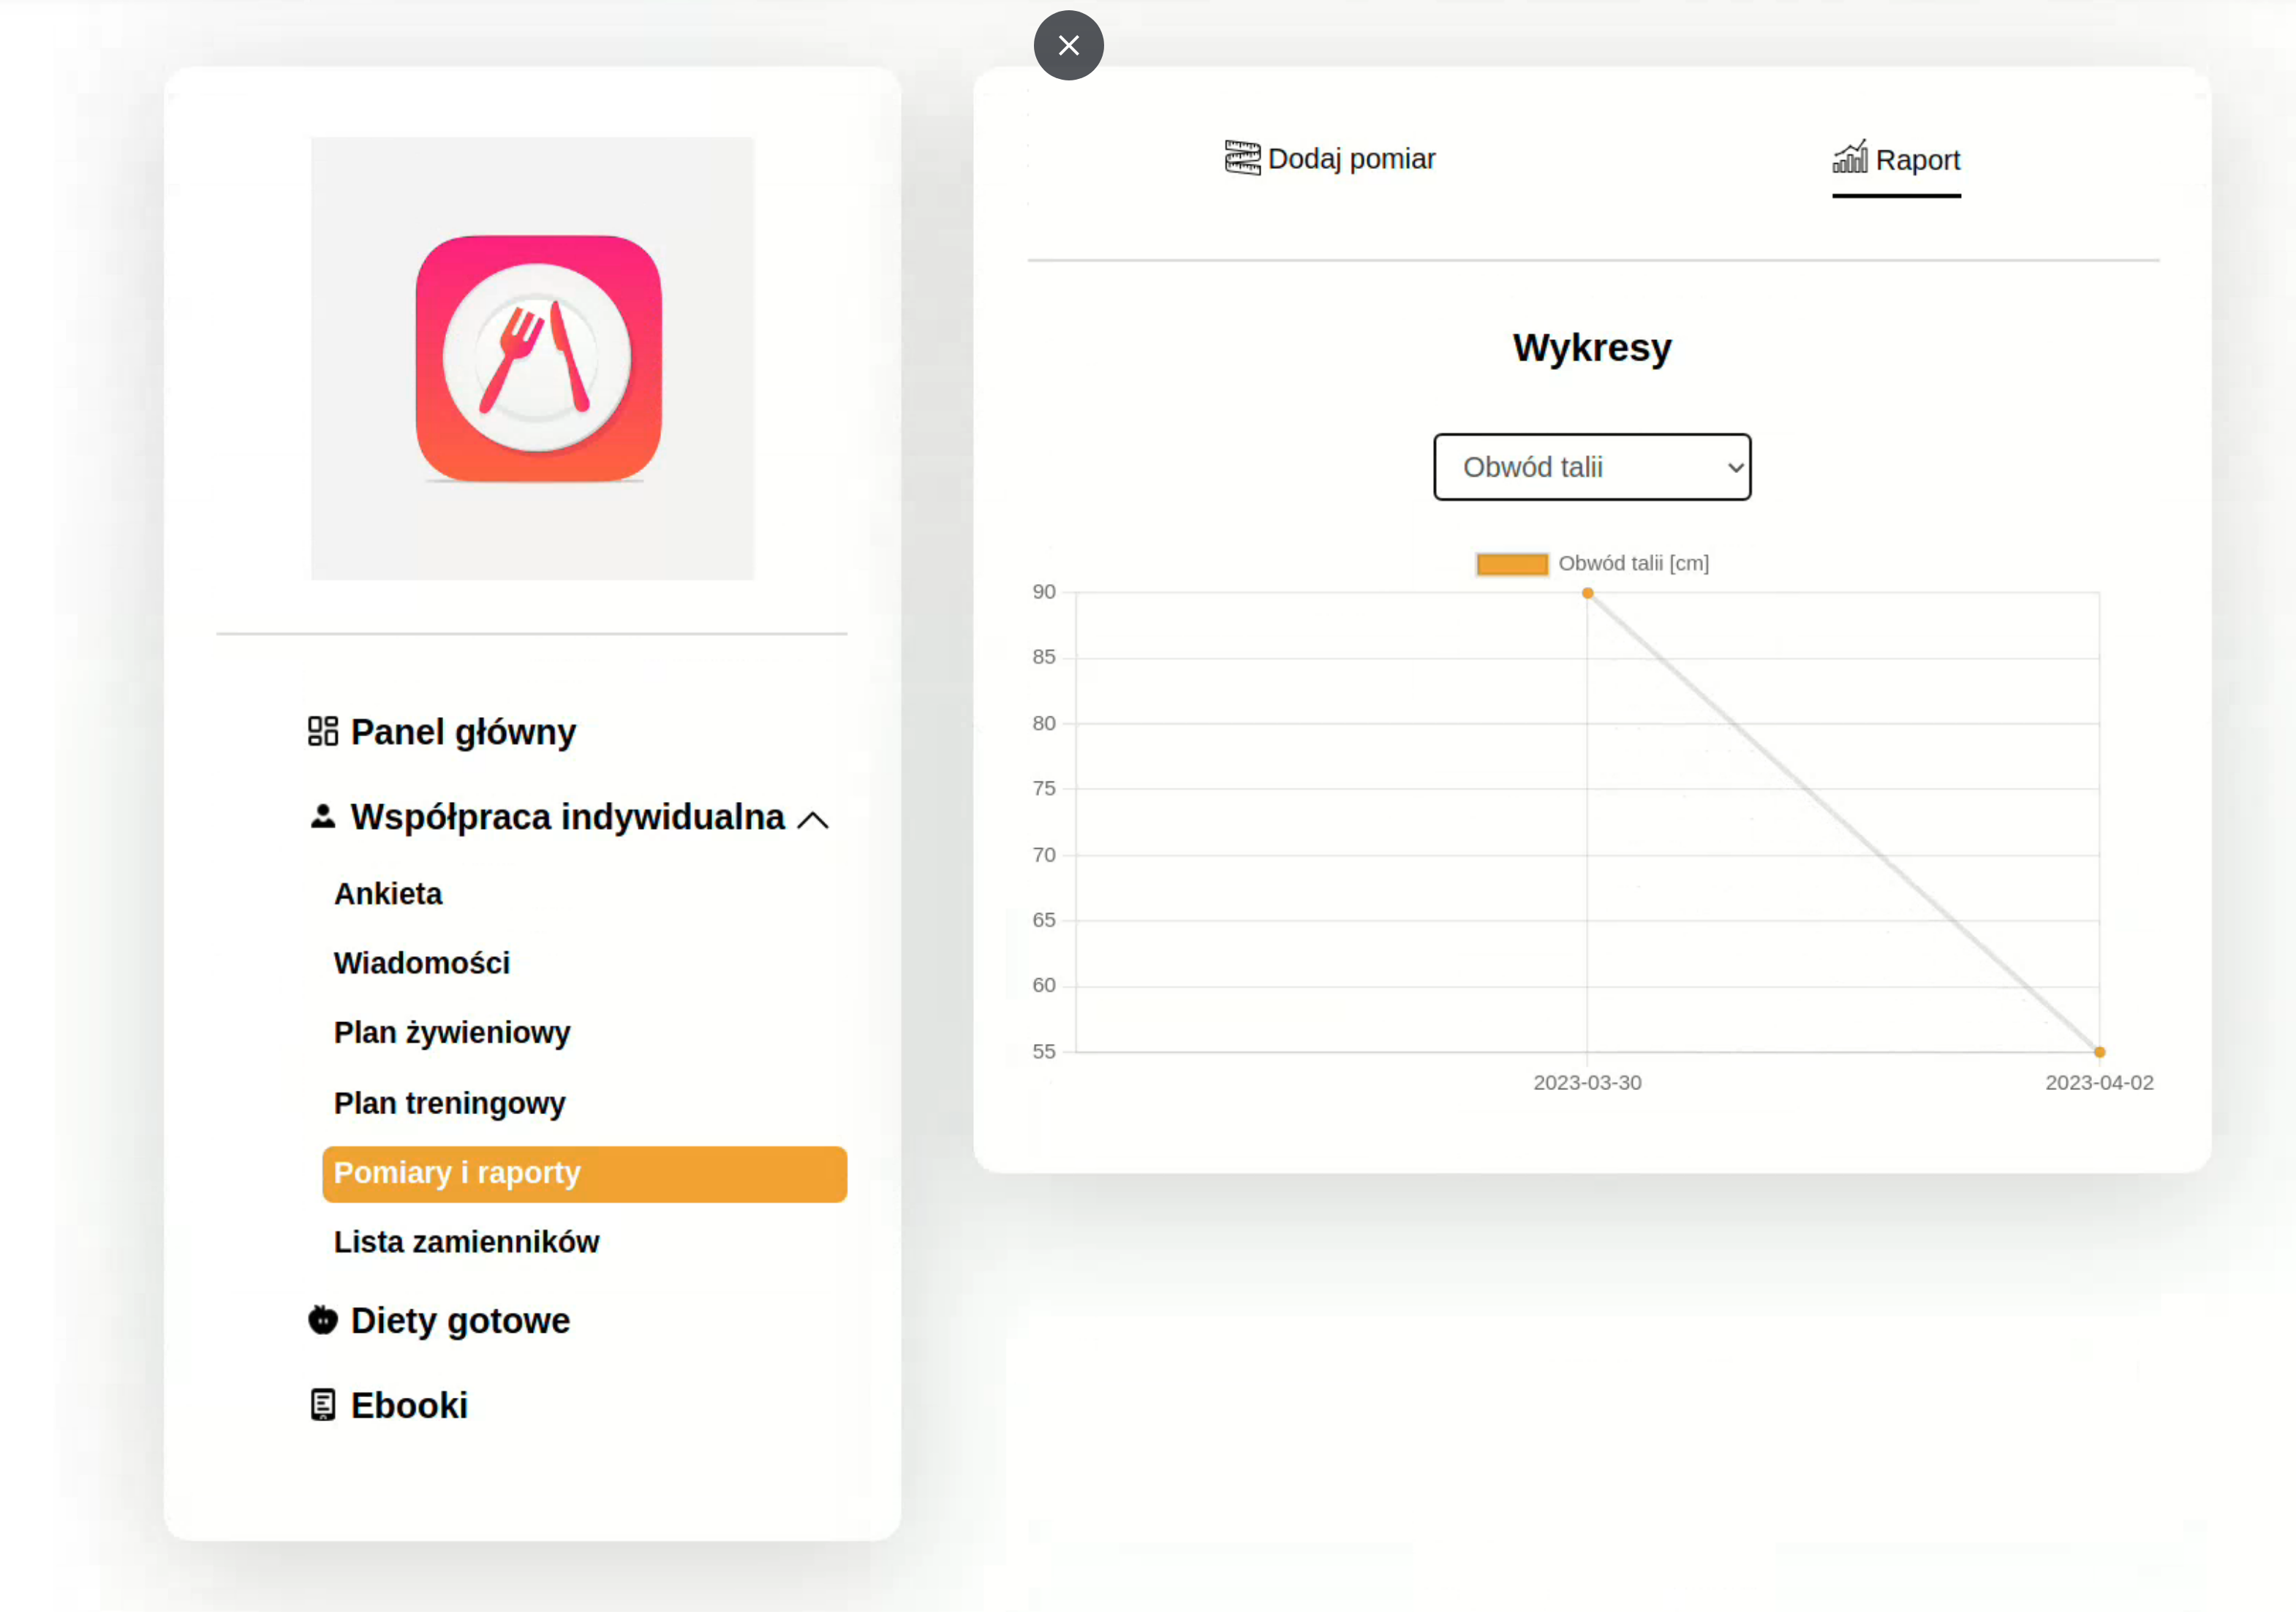 Panel główny
Współpraca indywidualna
Ankieta
Wiadomości
Plan żywieniowy
Plan treningowy
Pomiary i raporty
Lista zamienników
Diety gotowe
Ebooki
Dodaj pomiar
Raport
Wykresy
Obwód talii
Obwód talii [cm]
90
85
80
75
70
65
60
55
2023-03-30
2023-04-02